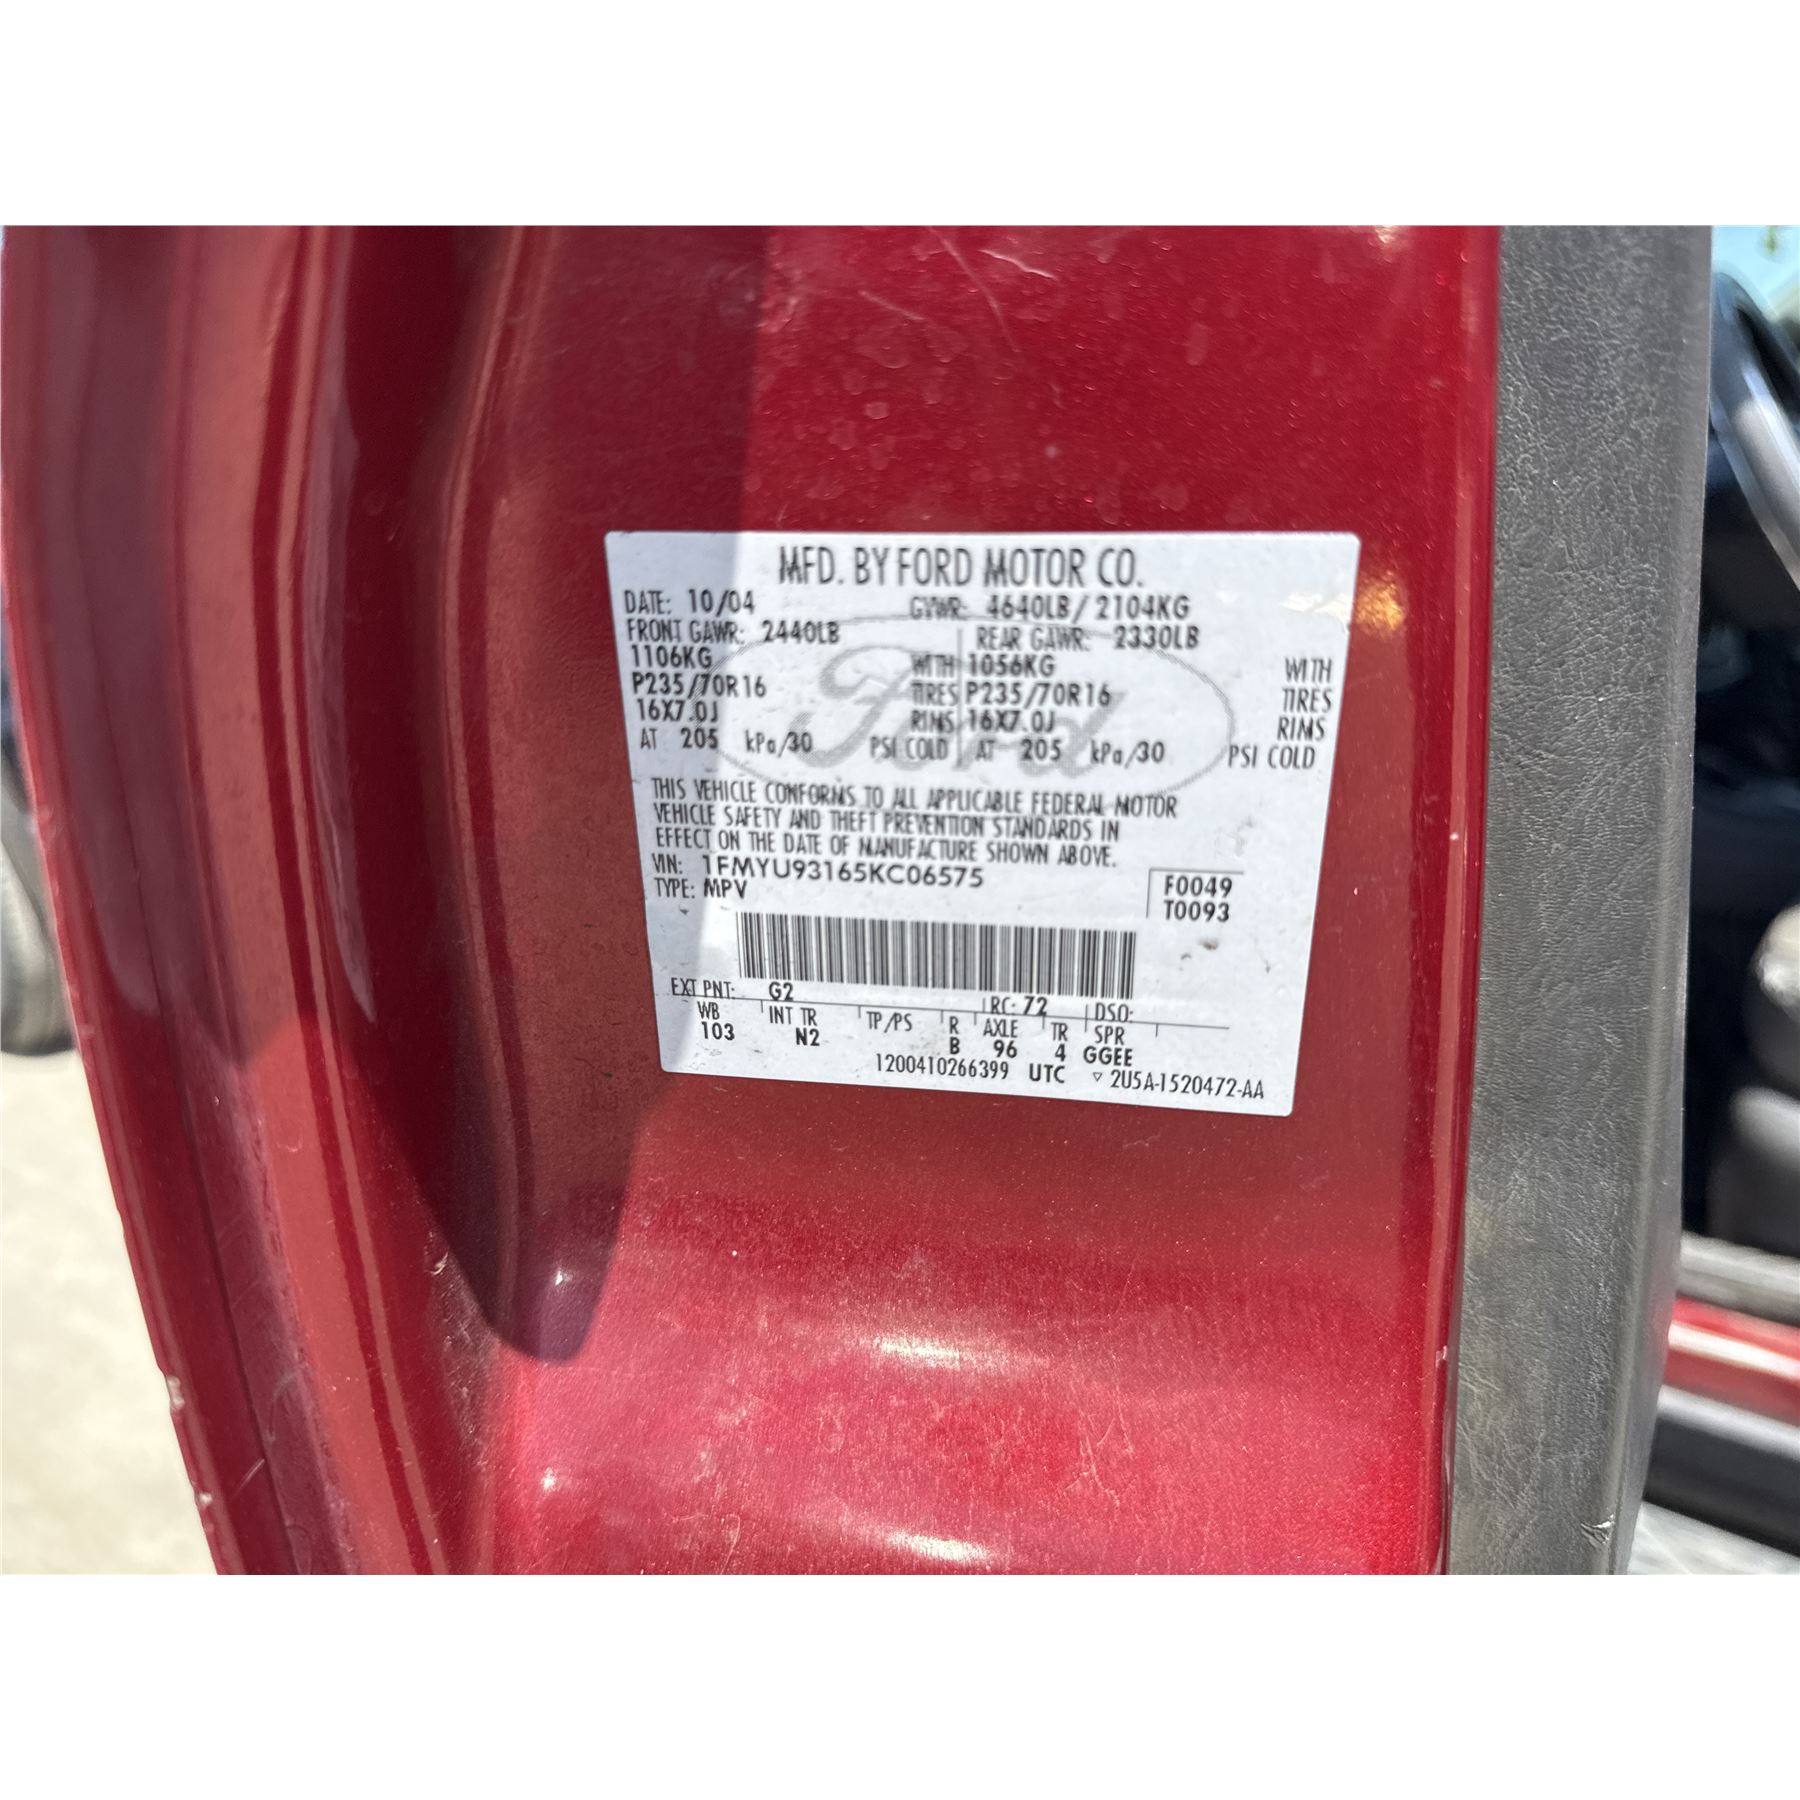 MFD. BY FORD MOTOR CO.
DATE: 10/04 GVWR: 4640LB / 2104KG
FRONT GAWR: 2440LB REAR GAWR: 2330LB
1106KG WITH 1056KG WITH
P235/70R16 TIRES P235/70R16 TIRES
16X7.0J RIMS 16X7.0J RIMS
AT 205 kPa/30 PSI COLD AT 205 kPa/30 PSI COLD
Ford
THIS VEHICLE CONFORMS TO ALL APPLICABLE FEDERAL MOTOR
VEHICLE SAFETY AND THEFT PREVENTION STANDARDS IN
EFFECT ON THE DATE OF MANUFACTURE SHOWN ABOVE.
VIN: 1FMYU93165KC06575
TYPE: MPV
F0049
T0093
EXT PNT: G2 RC: 72 DSO:
WB INT TR TP/PS R AXLE TR SPR
103 N2 B 96 4 GGEE
1200410266399 UTC ▽ 2U5A-1520472-AA